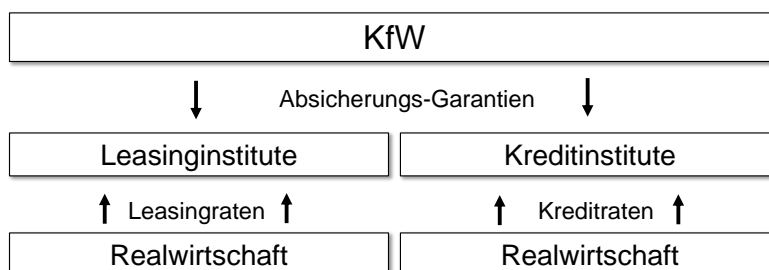 KfW
Absicherungs-Garantien
Leasinginstitute
Kreditinstitute
Leasingraten
Kreditraten
Realwirtschaft
Realwirtschaft